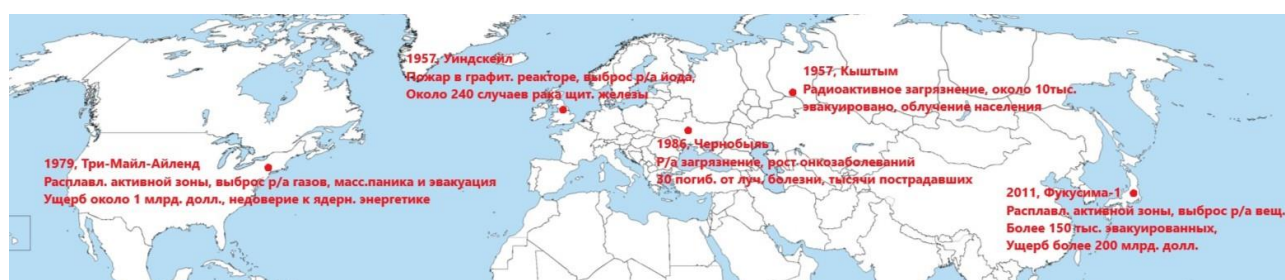 1957, Уиндскейл
Пожар в графит. реакторе, выброс р/а йода,
Около 240 случаев рака щит. железы
1957, Кыштым
Радиоактивное загрязнение, около 10тыс.
эвакуировано, облучение населения
1979, Три-Майл-Айленд
Расплавл. активной зоны, выброс р/а газов, масс.паника и эвакуация
Ущерб около 1 млрд. долл., недоверие к ядерн. энергетике
1986, Чернобыль
Р/а загрязнение, рост онкозаболеваний
30 погиб. от луч. болезни, тысячи пострадавших
2011, Фукусима-1
Расплавл. активной зоны, выброс р/а вещ.
Более 150 тыс. эвакуированных,
Ущерб более 200 млрд. долл.